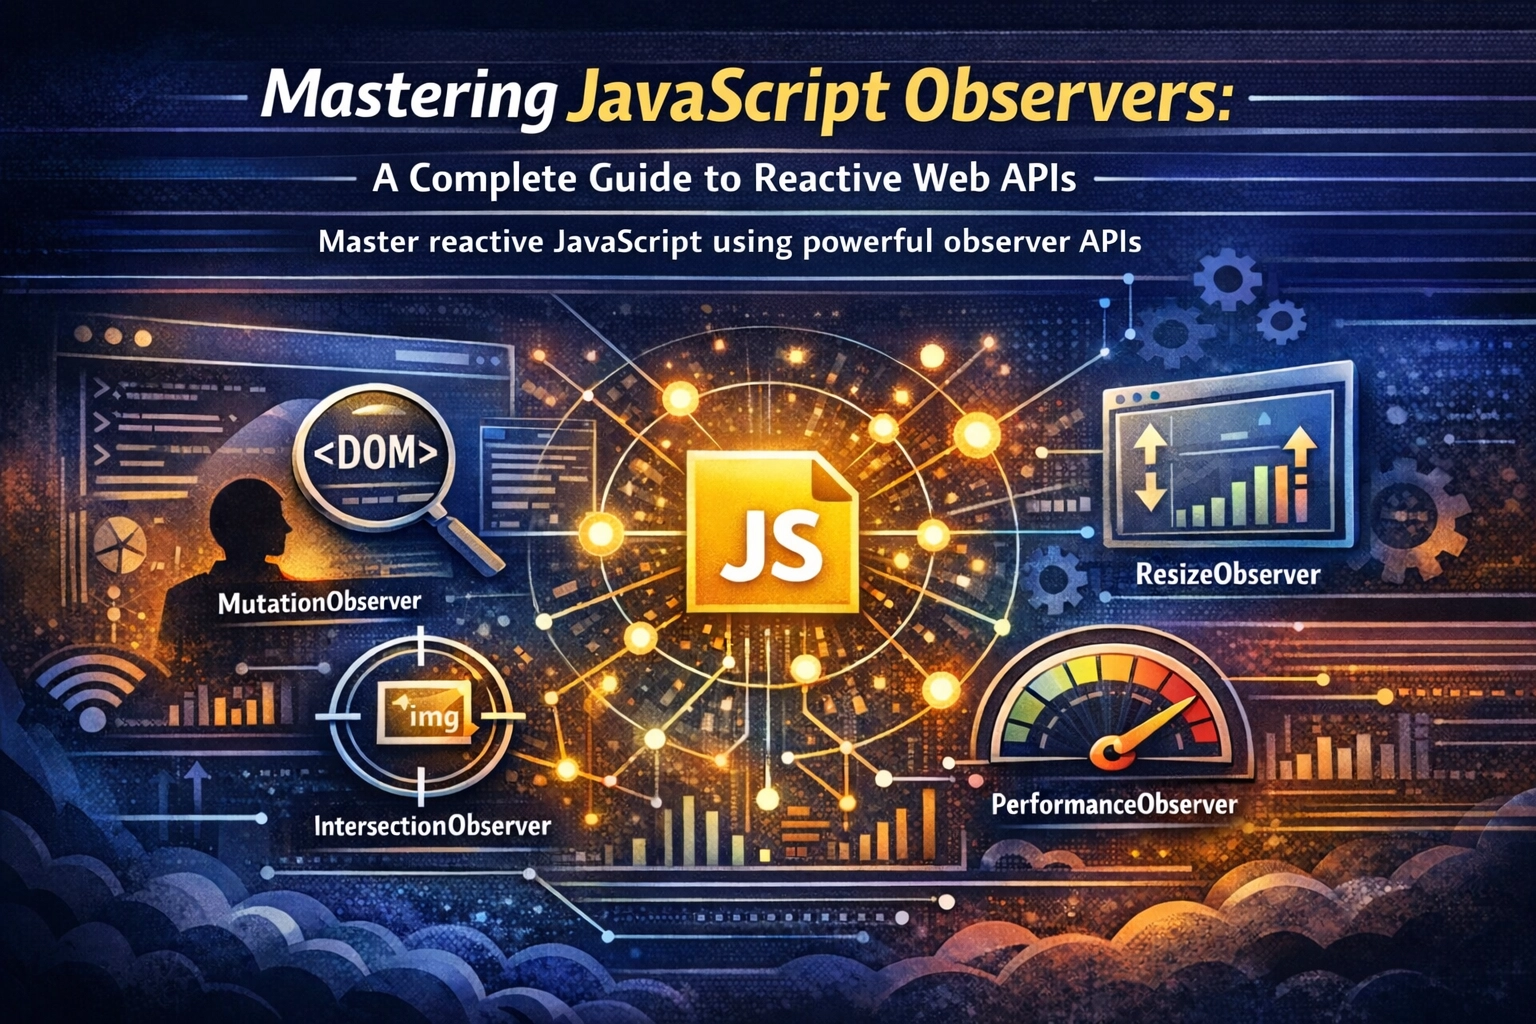 Mastering JavaScript Observers:
A Complete Guide to Reactive Web APIs
Master reactive JavaScript using powerful observer APIs
<DOM>
JS
ResizeObserver
MutationObserver
img
PerformanceObserver
IntersectionObserver